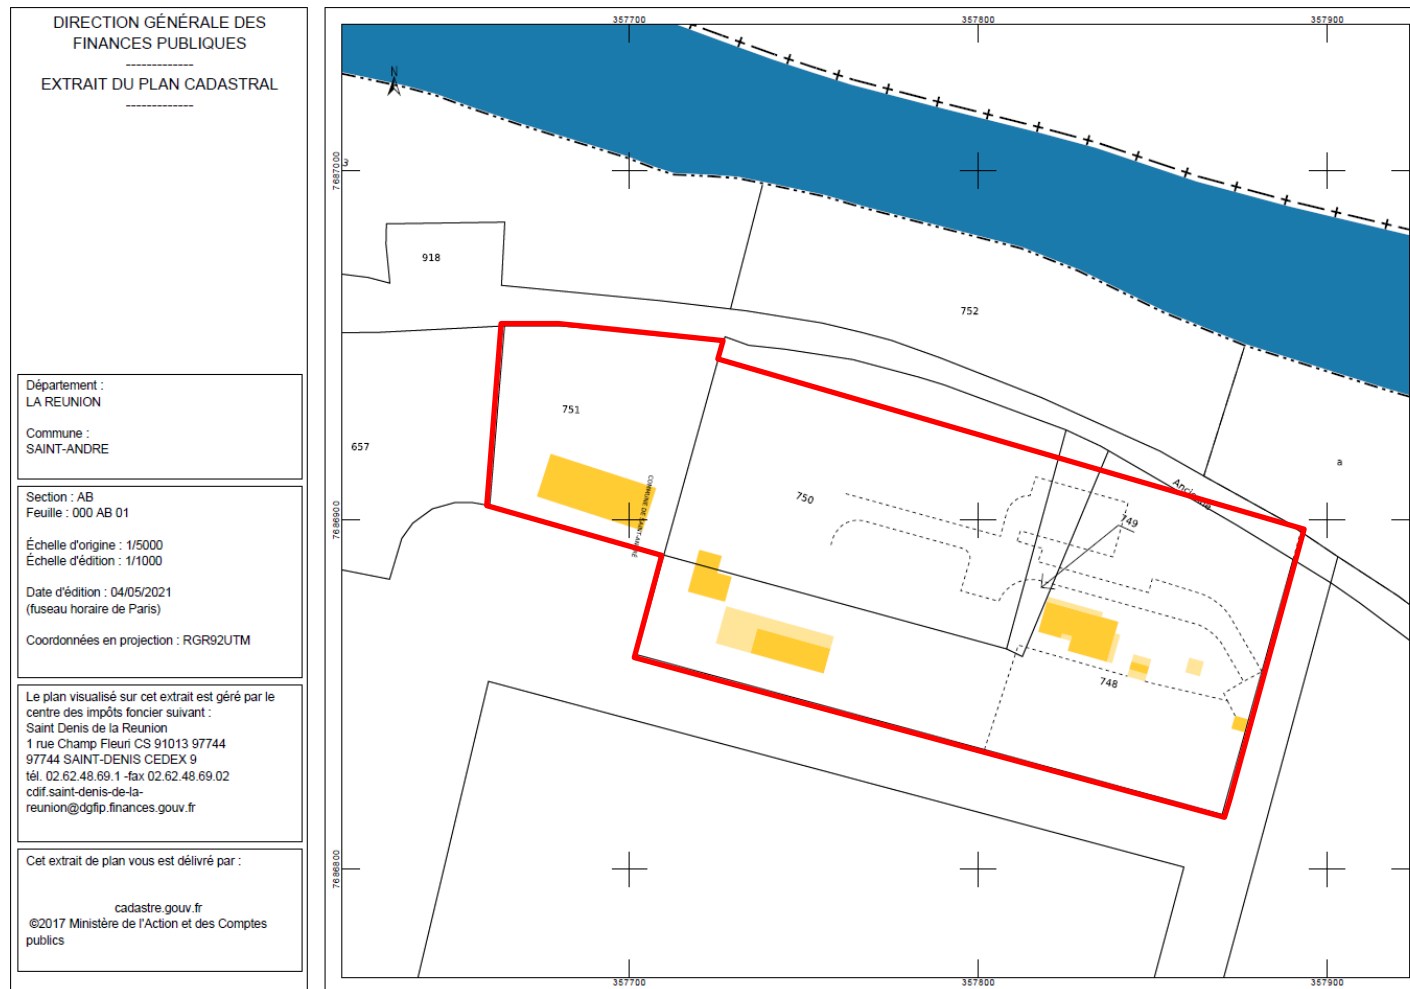 DIRECTION GÉNÉRALE DES
FINANCES PUBLIQUES
-------------
EXTRAIT DU PLAN CADASTRAL
-------------
Département :
LA REUNION
Commune :
SAINT-ANDRE
Section : AB
Feuille : 000 AB 01
Échelle d'origine : 1/5000
Échelle d'édition : 1/1000
Date d'édition : 04/05/2021
(fuseau horaire de Paris)
Coordonnées en projection : RGR92UTM
Le plan visualisé sur cet extrait est géré par le
centre des impôts foncier suivant :
Saint Denis de la Reunion
1 rue Champ Fleuri CS 91013 97744
97744 SAINT-DENIS CEDEX 9
tél. 02.62.48.69.1 -fax 02.62.48.69.02
cdif.saint-denis-de-la-
reunion@dgfip.finances.gouv.fr
Cet extrait de plan vous est délivré par :
cadastre.gouv.fr
©2017 Ministère de l'Action et des Comptes
publics
357700
357800
357900
N
3
7687000
918
752
751
657
a
750
Ancienne
749
COMMUNE DE SAINT-ANDRE
7686900
748
7686800
357700
357800
357900